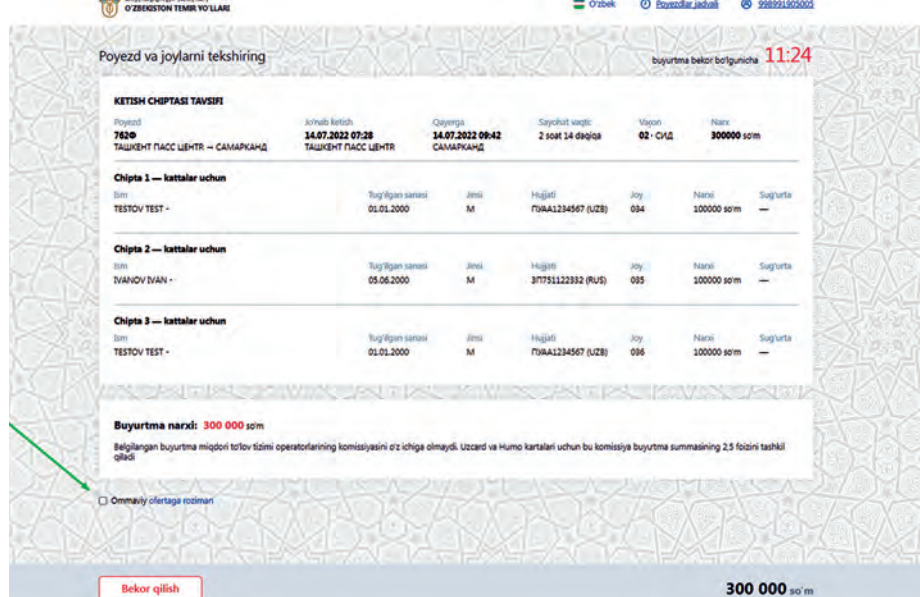 O'ZBEKISTON TEMIR YO'LLARI
O'zbek Poyezdlar jadvali 998991905005
Poyezd va joylarni tekshiring
buyurtma bekor bo'lgunicha 11:24
KETISH CHIPTASI TAVSIFI
Poyezd Jo'nab ketish Qayerga Sayohat vaqtic Vagon Narx
762Ф 14.07.2022 07:28 14.07.2022 09:42 2 soat 14 daqiqa 02 · СИД 300000 so'm
ТАШКЕНТ ПАСС ЦЕНТР — САМАРКАНД ТАШКЕНТ ПАСС ЦЕНТР САМАРКАНД
Chipta 1 — kattalar uchun
Ism Tug'ilgan sanasi Jinsi Hujjati Joy Narxi Sug'urta
TESTOV TEST - 01.01.2000 M ПУАА1234567 (UZB) 034 100000 so'm —
Chipta 2 — kattalar uchun
Ism Tug'ilgan sanasi Jinsi Hujjati Joy Narxi Sug'urta
IVANOV IVAN - 05.06.2000 M ЗП751122332 (RUS) 035 100000 so'm —
Chipta 3 — kattalar uchun
Ism Tug'ilgan sanasi Jinsi Hujjati Joy Narxi Sug'urta
TESTOV TEST - 01.01.2000 M ПУАА1234567 (UZB) 036 100000 so'm —
Buyurtma narxi: 300 000 so'm
Belgilangan buyurtma miqdori to'lov tizimi operatorlarining komissiyasini o'z ichiga olmaydi. Uzcard va Humo kartalari uchun bu komissiya buyurtma summasining 2,5 foizini tashkil
qiladi
Ommaviy ofertaga roziman
Bekor qilish 300 000 so'm